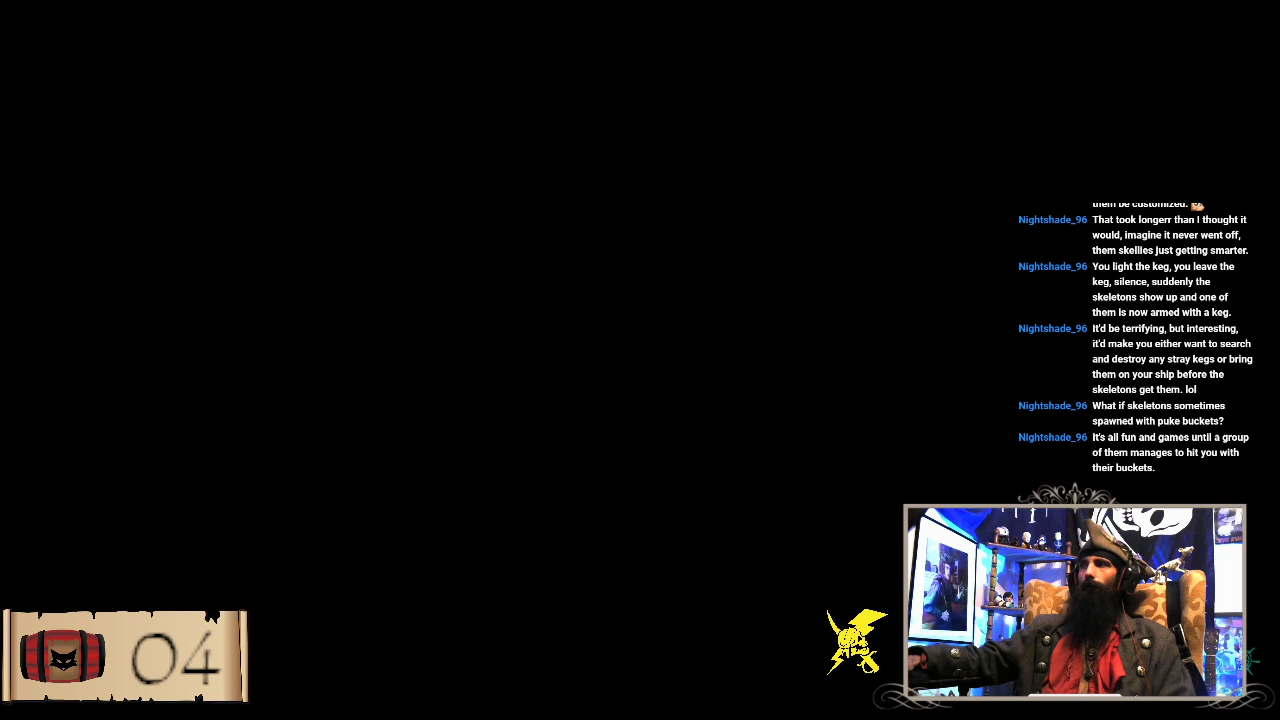 them be customized.
Nightshade_96 That took longerr than I thought it
would, imagine it never went off,
them skellies just getting smarter.
Nightshade_96 You light the keg, you leave the
keg, silence, suddenly the
skeletons show up and one of
them is now armed with a keg.
Nightshade_96 It'd be terrifying, but interesting,
it'd make you either want to search
and destroy any stray kegs or bring
them on your ship before the
skeletons get them. lol
Nightshade_96 What if skeletons sometimes
spawned with puke buckets?
Nightshade_96 It's all fun and games until a group
of them manages to hit you with
their buckets.
04